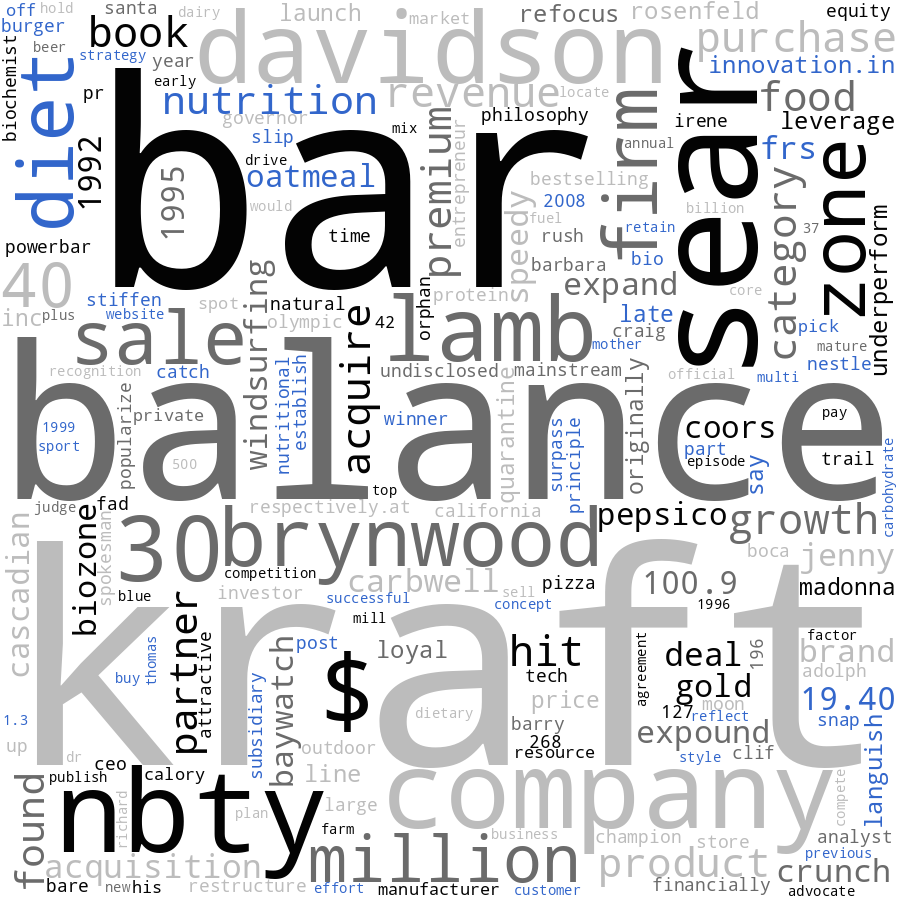 off
hold
santa
dairy
launch
market
refocus
rosenfeld
equity
burger
beer
book
davidson
purchase
strategy
year
innovation.in
biochemist
diet
pr
early
nutrition
revenue
locate
food
1992
bar
governor
slip
mix
philosophy
firm
sear
irene
leverage
drive
oatmeal
1995
would
time
premium
entrepreneur
annual
frs
zone
bestselling
speedy
2008
fuel
retain
billion
category
37
powerbar
rush
bio
barbara
expand
core
underperform
40
stiffen
website
spot
natural
orphan
protein
late
inc
plus
sale
windsurfing
olympic
42
lamb
craig
mother
pick
mature
nestle
recognition
catch
acquire
undisclosed
mainstream
official
multi
popularize
private
nutritional
establish
winner
quarantine
originally
pay
1999
sport
balance
surpass
principle
coors
part
episode
say
trail
carbohydrate
500
top
judge
fad
respectively.at
california
cascadian
biozone
spokesman
30
brynwood
pepsico
growth
competition
carbwell
sell
pizza
boca
jenny
100.9
madonna
blue
investor
successful
concept
1996
kraft
partner
attractive
thomas
buy
mill
post
loyal
hit
agreement
deal
196
factor
brand
adolph
subsidiary
baywatch
$
tech
gold
19.40
price
moon
127
reflect
snap
1.3
up
dietary
barry
268
expound
languish
dr
ceo
outdoor
resource
style
clif
found
publish
calory
line
company
compete
nbty
richard
plan
large
farm
business
champion
store
analyst
previous
acquisition
million
product
crunch
bare
new
his
restructure
effort
manufacturer
customer
financially
advocate